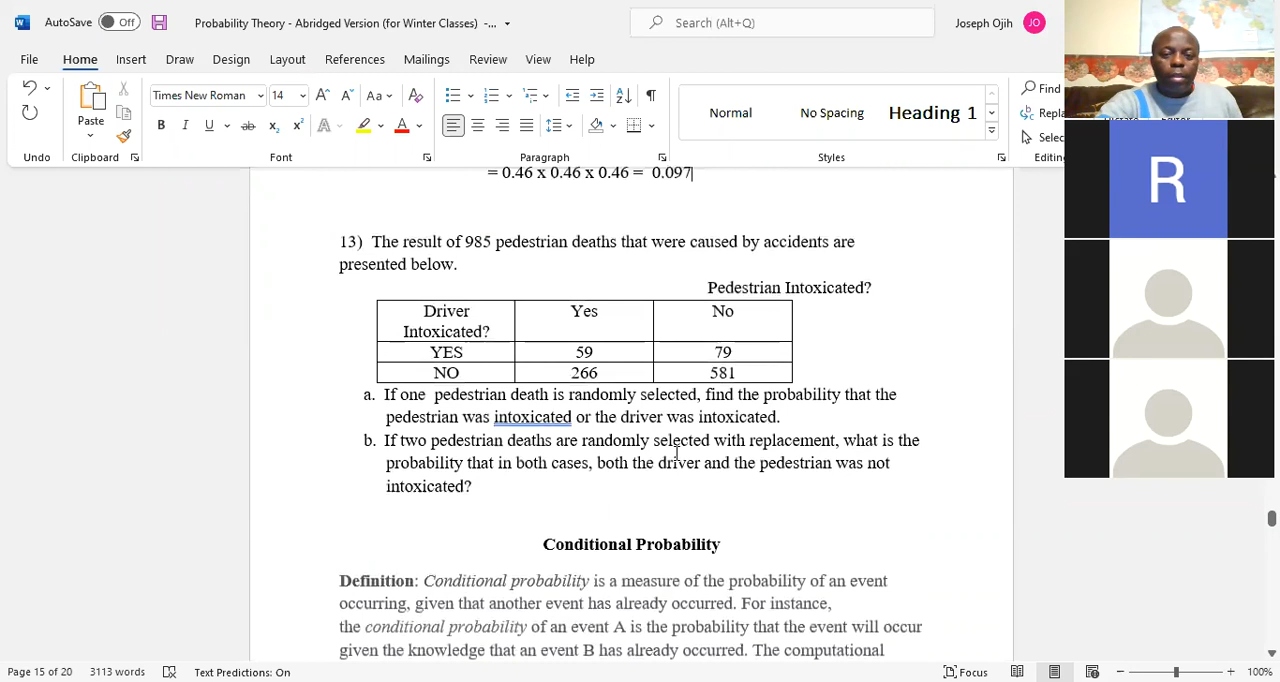 AutoSave Off Probability Theory - Abridged Version (for Winter Classes) -... Search (Alt+Q) Joseph Ojih JO
File Home Insert Draw Design Layout References Mailings Review View Help
Times New Roman 14 Aa Normal No Spacing Heading 1 Find
Paste Replac
B I U ab x2 x2 A A Selec
Dictate Editor
Undo Clipboard Font Paragraph Styles Editing
= 0.46 x 0.46 x 0.46 = 0.097
13) The result of 985 pedestrian deaths that were caused by accidents are
presented below.
Pedestrian Intoxicated?
Driver Intoxicated? Yes No
YES 59 79
NO 266 581
a. If one pedestrian death is randomly selected, find the probability that the
pedestrian was intoxicated or the driver was intoxicated.
b. If two pedestrian deaths are randomly selected with replacement, what is the
probability that in both cases, both the driver and the pedestrian was not
intoxicated?
Conditional Probability
Definition: Conditional probability is a measure of the probability of an event
occurring, given that another event has already occurred. For instance,
the conditional probability of an event A is the probability that the event will occur
given the knowledge that an event B has already occurred. The computational
R
Page 15 of 20 3113 words Text Predictions: On Focus 100%